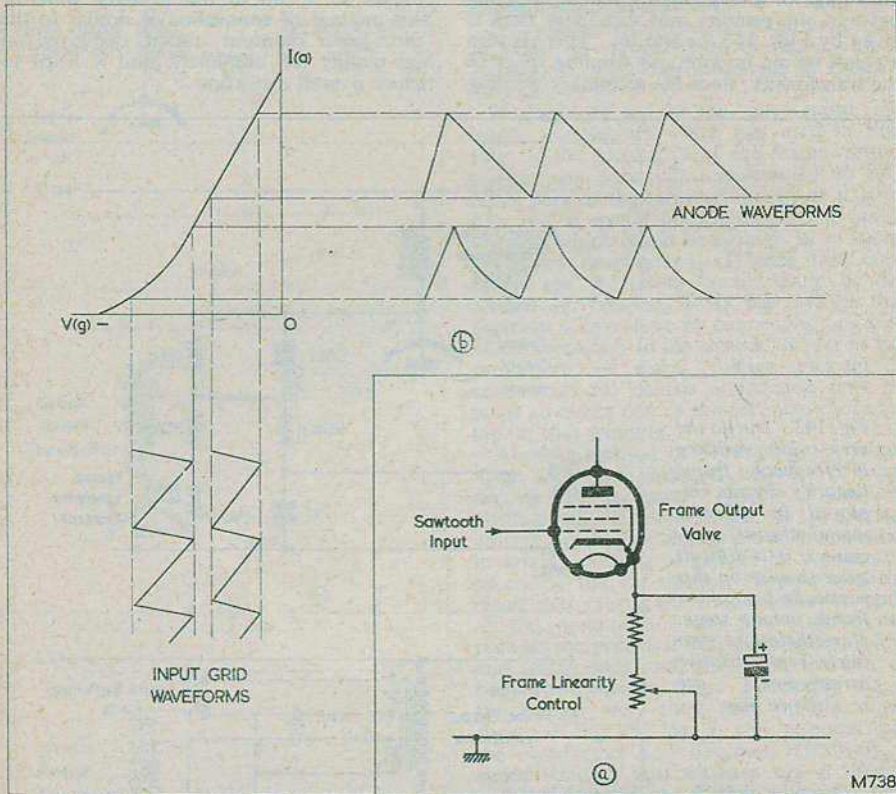 I(a)
ANODE WAVEFORMS
V(g) –
O
b
INPUT GRID
WAVEFORMS
Sawtooth
Input
Frame Output
Valve
+
–
Frame Linearity
Control
a
M738